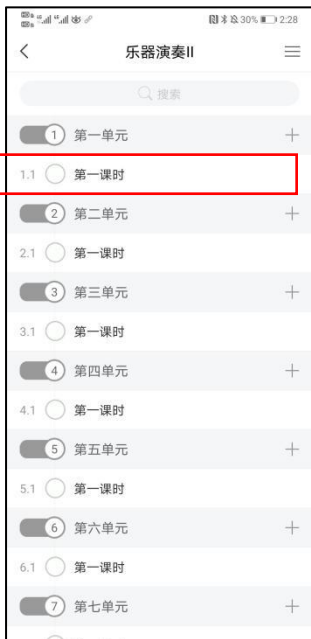 30% 2:28
乐器演奏II
搜索
1 第一单元
1.1 第一课时
2 第二单元
2.1 第一课时
3 第三单元
3.1 第一课时
4 第四单元
4.1 第一课时
5 第五单元
5.1 第一课时
6 第六单元
6.1 第一课时
7 第七单元